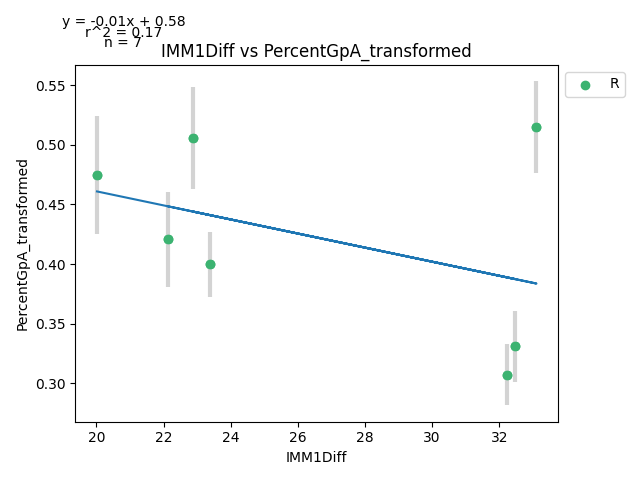 y = -0.01x + 0.58
r^2 = 0.17
n = 7
IMM1Diff vs PercentGpA_transformed
R
0.55
0.50
0.45
0.40
0.35
0.30
PercentGpA_transformed
20 22 24 26 28 30 32
IMM1Diff